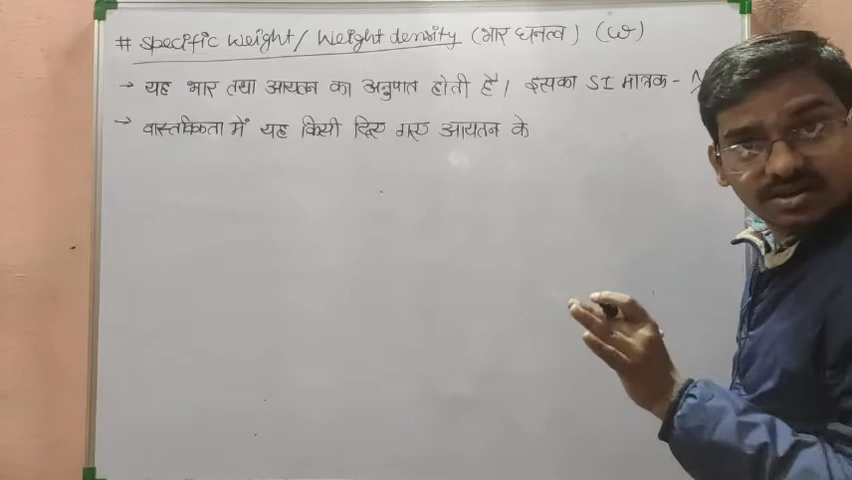 # Specific Weight / Weight density (भार घनत्व) (ω)
→ यह भार तथा आयतन का अनुपात होती है। इसका SI मात्रक -
→ वास्तविकता में यह किसी दिए गए आयतन के